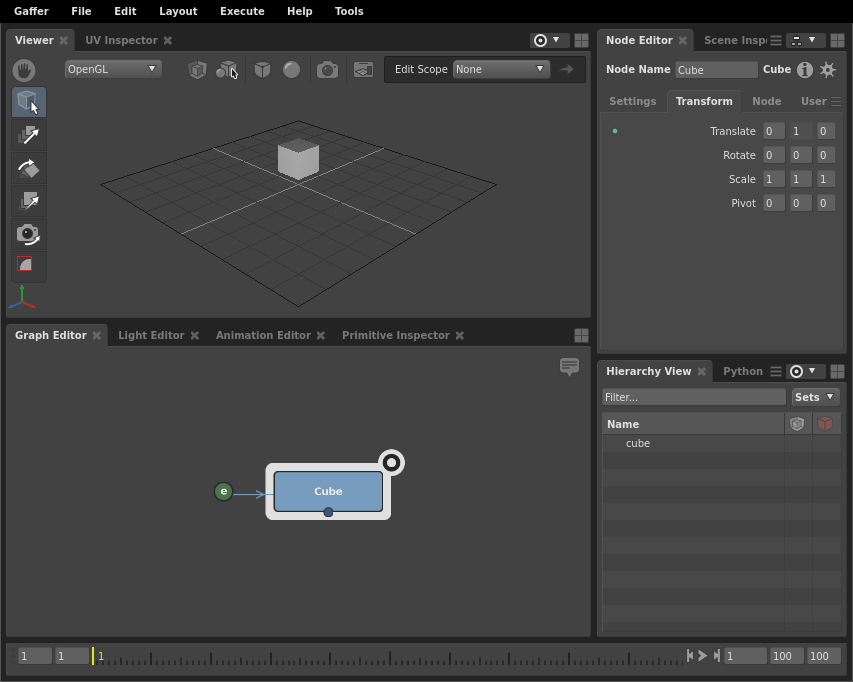 Gaffer File Edit Layout Execute Help Tools
Viewer UV Inspector
OpenGL Edit Scope None
Node Editor Scene Insp
Node Name Cube Cube
Settings Transform Node User
Translate 0 1 0
Rotate 0 0 0
Scale 1 1 1
Pivot 0 0 0
Graph Editor Light Editor Animation Editor Primitive Inspector
e Cube
Hierarchy View Python
Filter... Sets
Name
cube
1 1 1 1 100 100